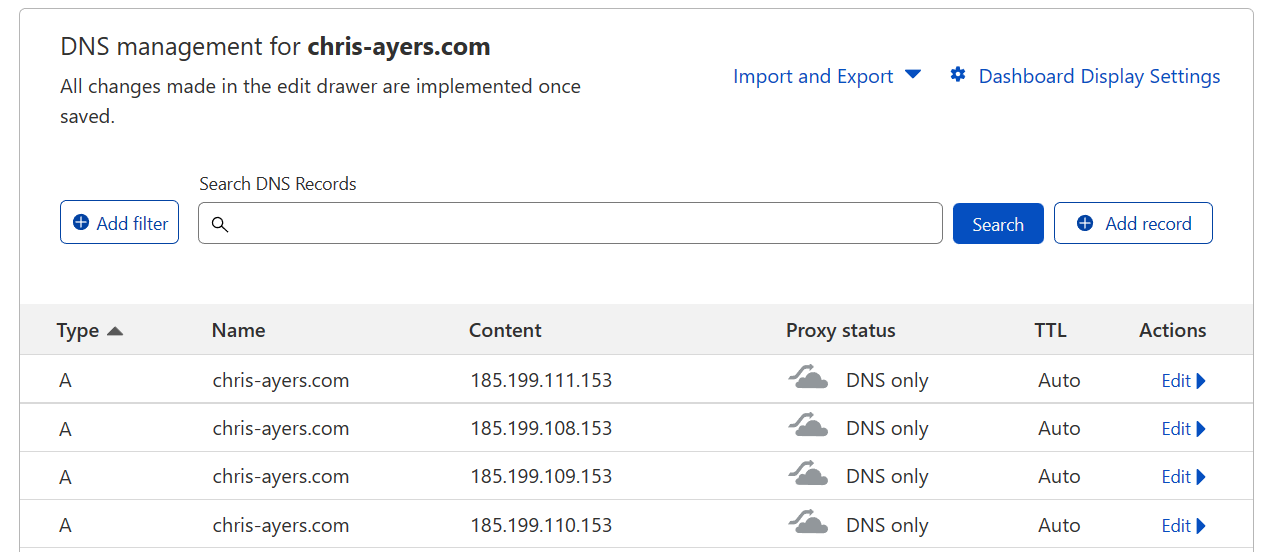 DNS management for chris-ayers.com
All changes made in the edit drawer are implemented once
saved.
Import and Export
Dashboard Display Settings
Search DNS Records
Add filter
Search
Add record
Type Name Content Proxy status TTL Actions
A chris-ayers.com 185.199.111.153 DNS only Auto Edit
A chris-ayers.com 185.199.108.153 DNS only Auto Edit
A chris-ayers.com 185.199.109.153 DNS only Auto Edit
A chris-ayers.com 185.199.110.153 DNS only Auto Edit